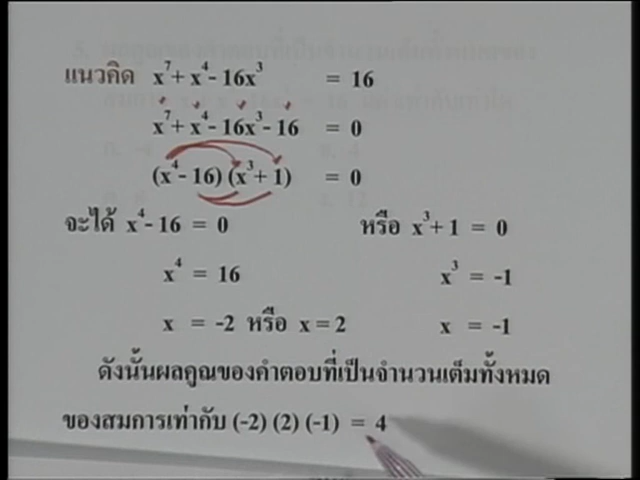 แนวคิด x⁷ + x⁴ - 16x³ = 16
x⁷ + x⁴ - 16x³ - 16 = 0
(x⁴ - 16) (x³ + 1) = 0
จะได้ x⁴ - 16 = 0 หรือ x³ + 1 = 0
x⁴ = 16 x³ = -1
x = -2 หรือ x = 2 x = -1
ดังนั้นผลคูณของคำตอบที่เป็นจำนวนเต็มทั้งหมด
ของสมการเท่ากับ (-2) (2) (-1) = 4